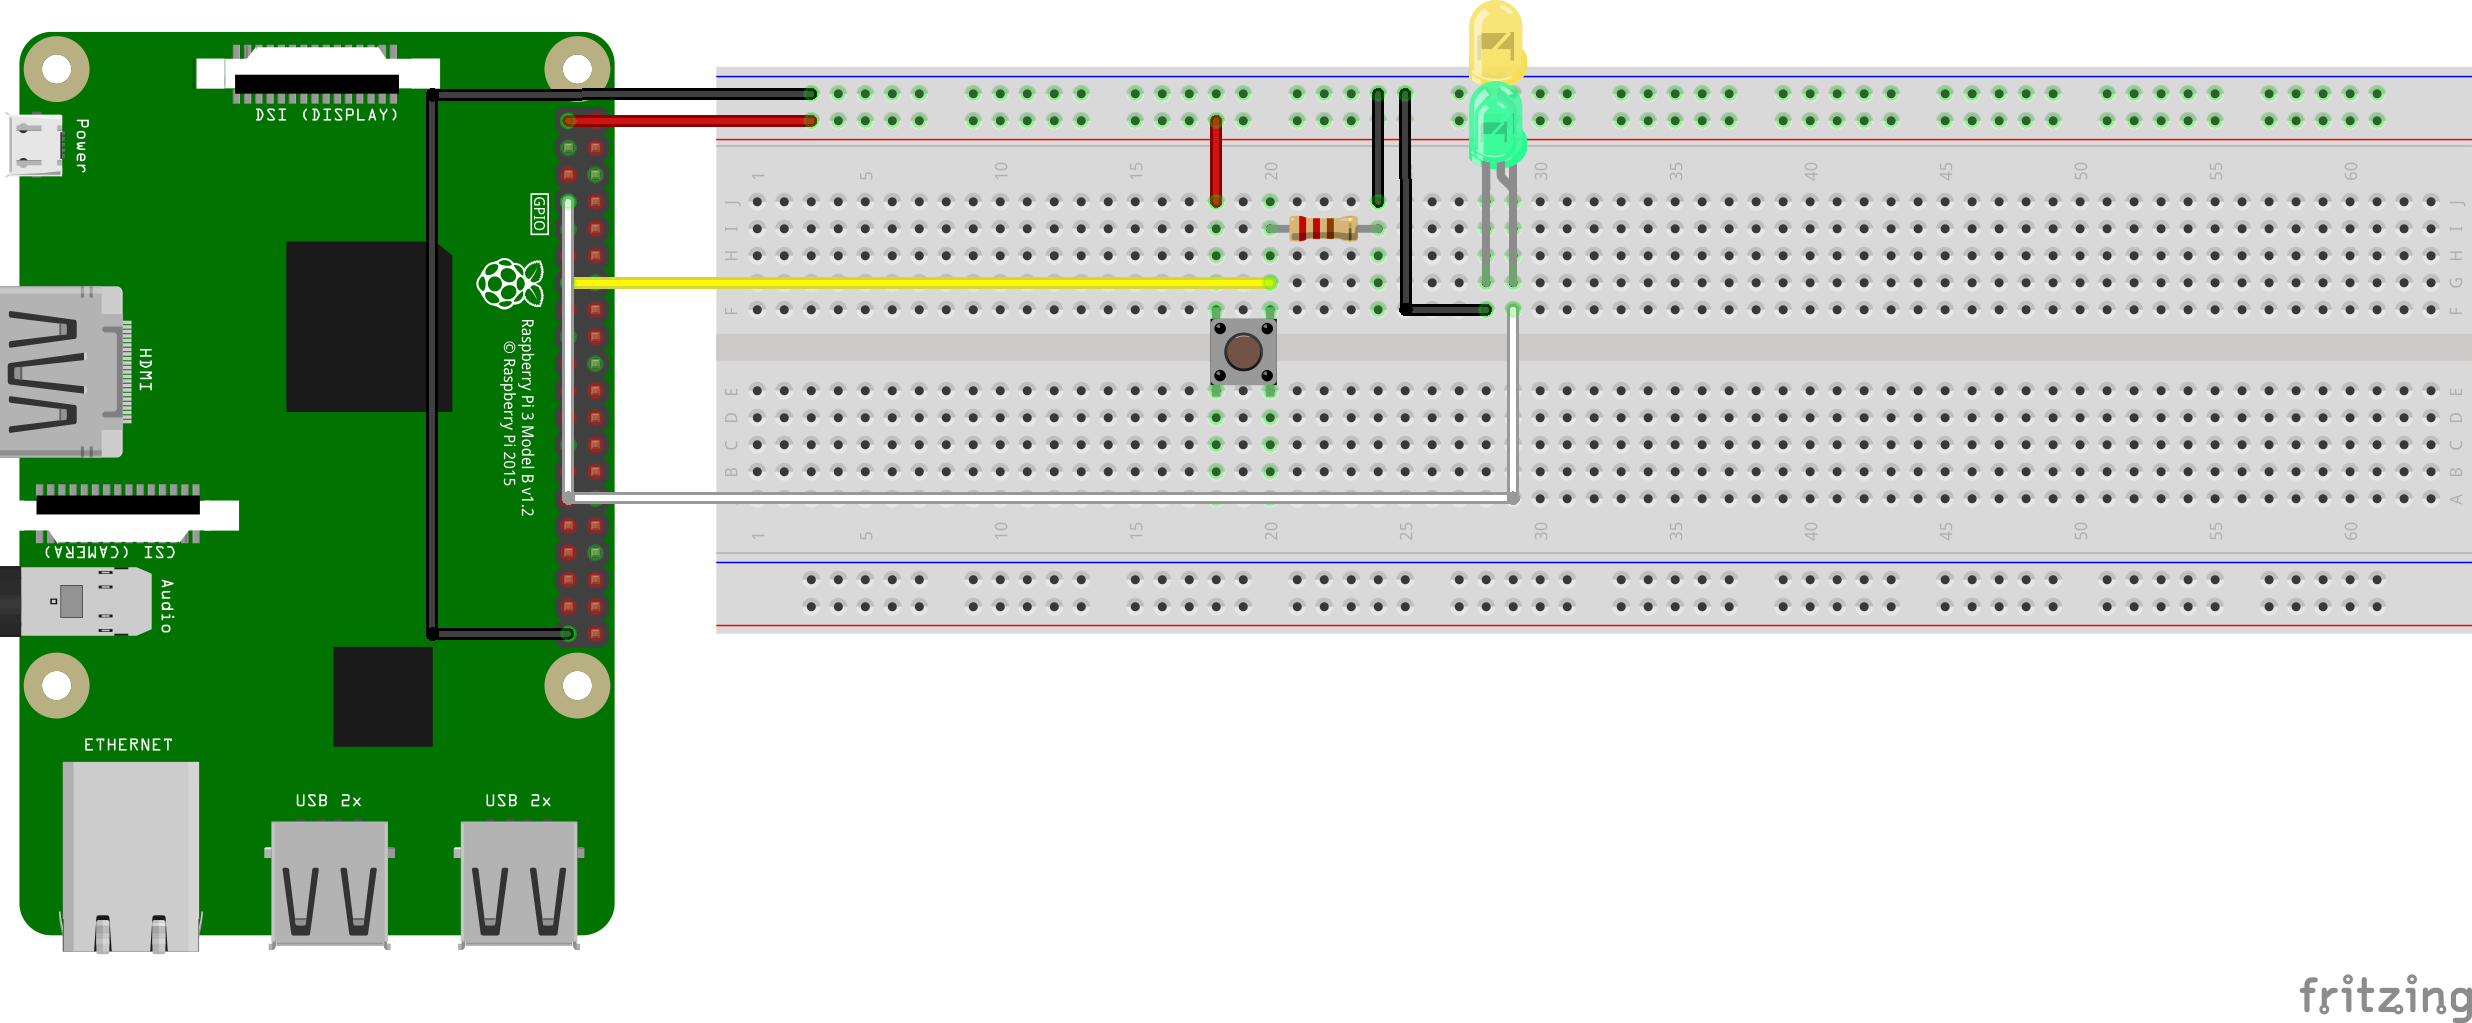 DSI (DISPLAY)
Power
GPIO
HDMI
Raspberry Pi 3 Model B v1.2
© Raspberry Pi 2015
CSI (CAMERA)
Audio
ETHERNET
USB 2x
USB 2x
1 5 10 15 20 25 30 35 40 45 50 55 60
J J
I I
H H
G G
F F
E E
D D
C C
B B
A
1 5 10 15 20 25 30 35 40 45 50 55 60
fritzing